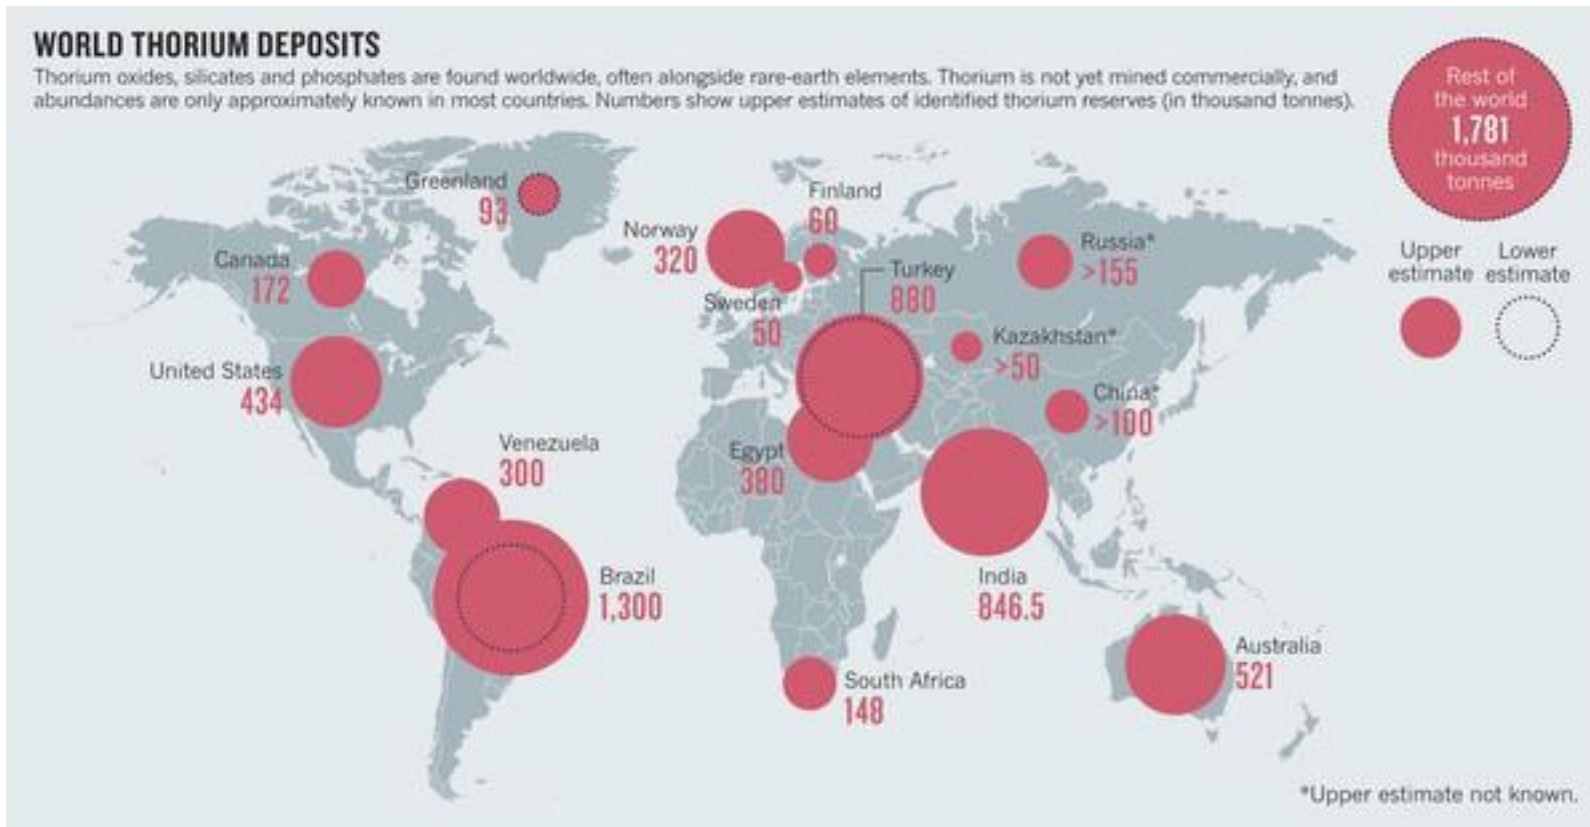 WORLD THORIUM DEPOSITS
Thorium oxides, silicates and phosphates are found worldwide, often alongside rare-earth elements. Thorium is not yet mined commercially, and
abundances are only approximately known in most countries. Numbers show upper estimates of identified thorium reserves (in thousand tonnes).
Rest of
the world
1,781
thousand
tonnes
Upper
estimate
Lower
estimate
Greenland
93
Canada
172
United States
434
Venezuela
300
Brazil
1,300
Norway
320
Finland
60
Sweden
50
Turkey
880
Russia*
>155
Kazakhstan*
>50
China*
>100
Egypt
380
India
846.5
South Africa
148
Australia
521
*Upper estimate not known.